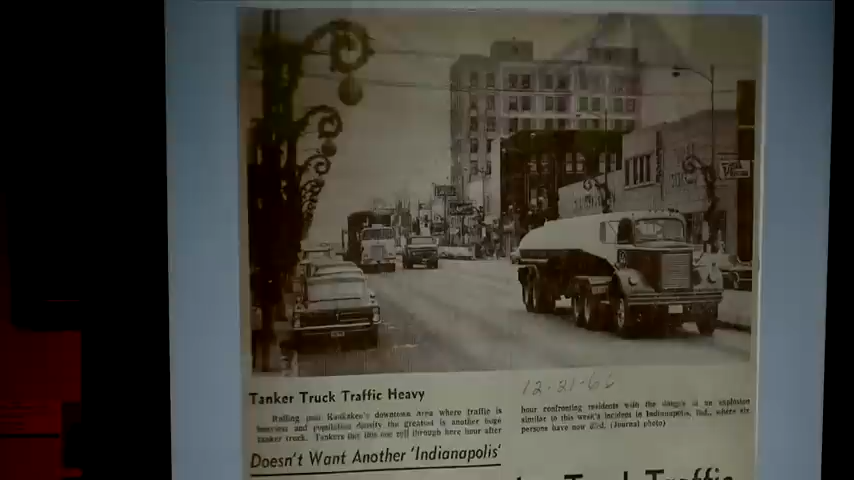 12-21-66
Tanker Truck Traffic Heavy
Rolling past Kankakee's downtown area where traffic is
heaviest and population density the greatest is another huge
tanker truck. Tankers like this one roll through here hour after
hour confronting residents with the danger of an explosion
similar to this week's incident in Indianapolis, Ind., where six
persons have now died. (Journal photo)
Doesn't Want Another 'Indianapolis'
Truck Traffic